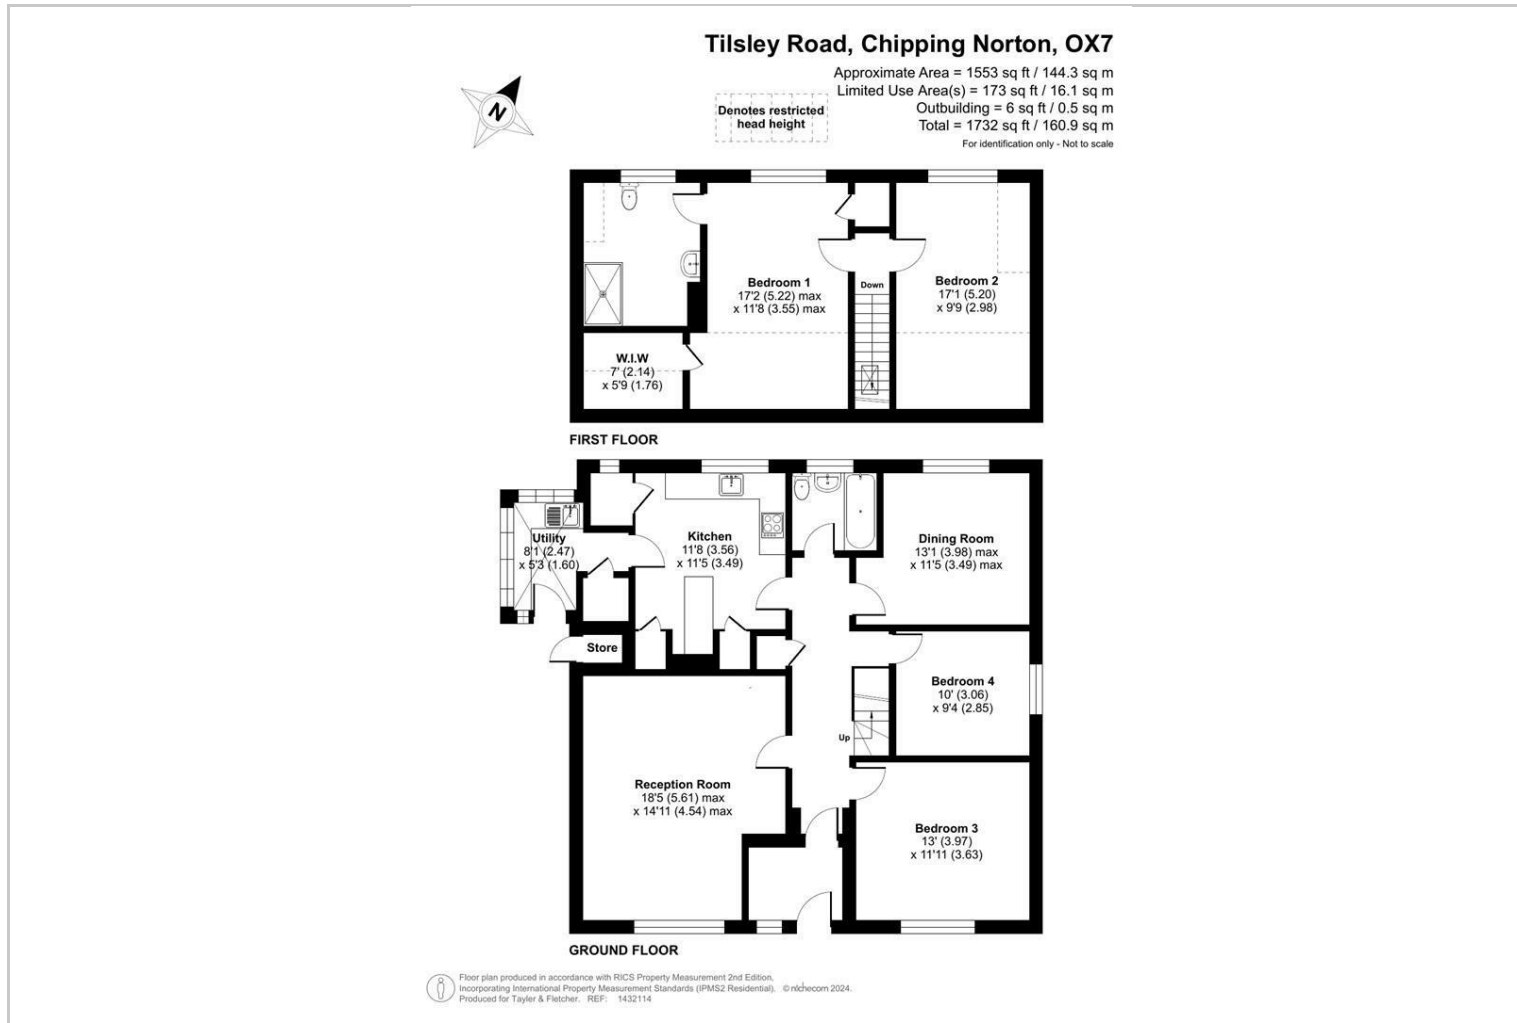 Tilsley Road, Chipping Norton, OX7
Approximate Area = 1553 sq ft / 144.3 sq m
Limited Use Area(s) = 173 sq ft / 16.1 sq m
Outbuilding = 6 sq ft / 0.5 sq m
Total = 1732 sq ft / 160.9 sq m
For identification only - Not to scale
N
Denotes restricted
head height
Bedroom 1
17'2 (5.22) max
x 11'8 (3.55) max
Down
Bedroom 2
17'1 (5.20)
x 9'9 (2.98)
W.I.W
7' (2.14)
x 5'9 (1.76)
FIRST FLOOR
Utility
8'1 (2.47)
x 5'3 (1.60)
Kitchen
11'8 (3.56)
x 11'5 (3.49)
Dining Room
13'1 (3.98) max
x 11'5 (3.49) max
Store
Bedroom 4
10' (3.06)
x 9'4 (2.85)
Up
Reception Room
18'5 (5.61) max
x 14'11 (4.54) max
Bedroom 3
13' (3.97)
x 11'11 (3.63)
GROUND FLOOR
Floor plan produced in accordance with RICS Property Measurement 2nd Edition.
Incorporating International Property Measurement Standards (IPMS2 Residential). © nichecom 2024.
Produced for Tayler & Fletcher. REF: 1432114